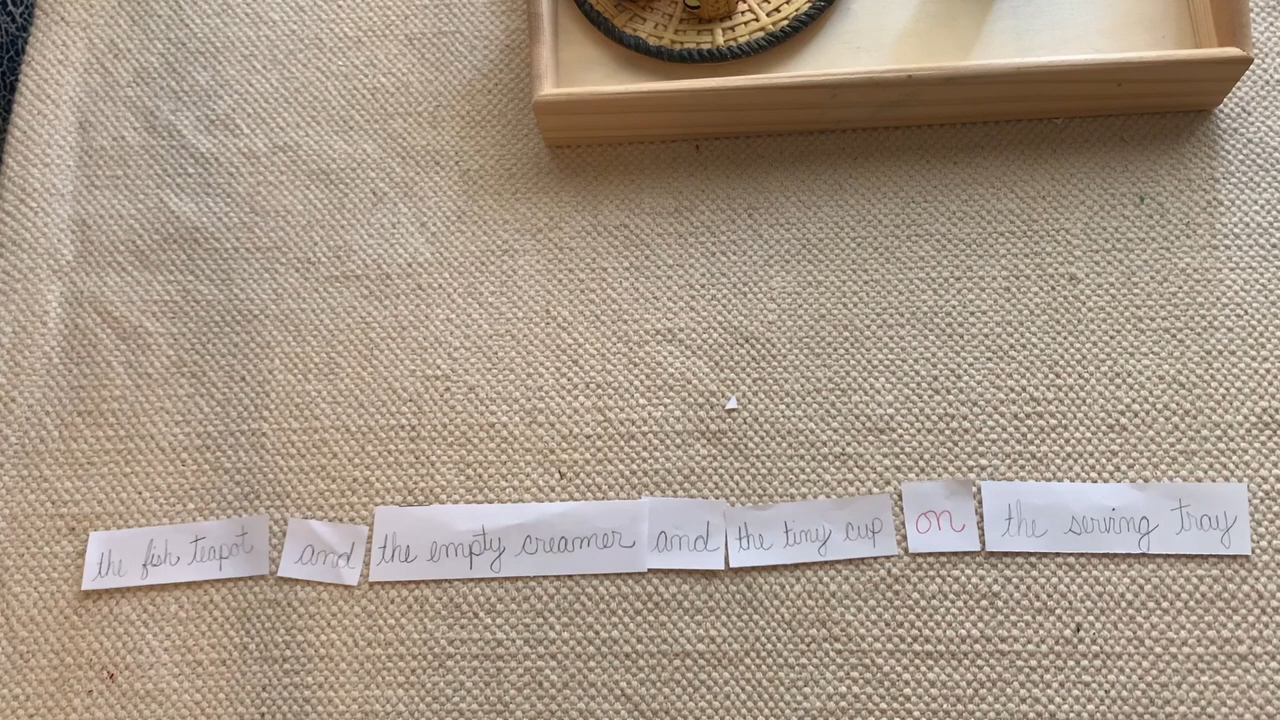 the fish teapot and the empty creamer and the tiny cup on the serving tray